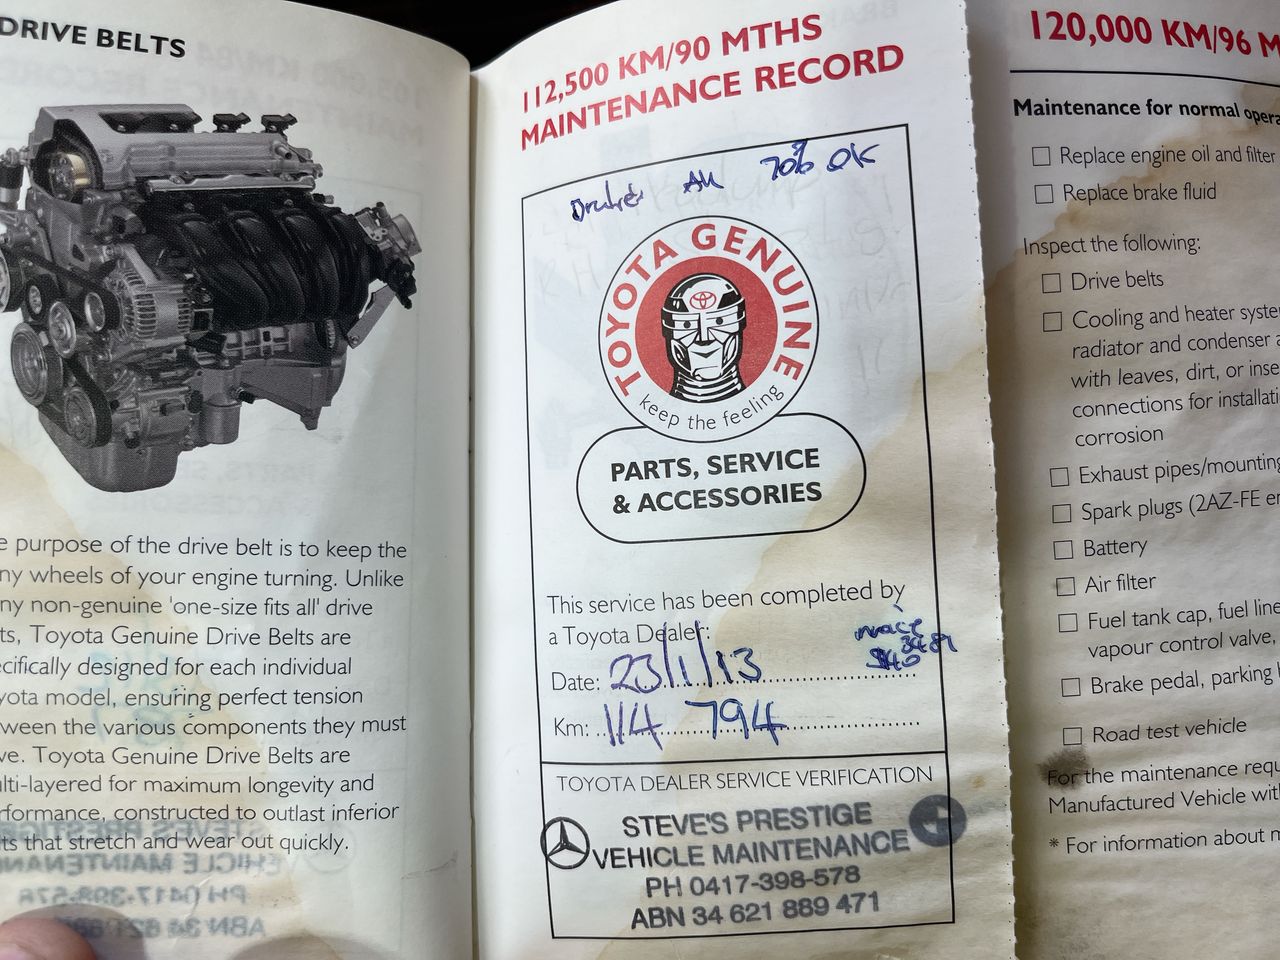 DRIVE BELTS
e purpose of the drive belt is to keep the
ny wheels of your engine turning. Unlike
ny non-genuine 'one-size fits all' drive
ts, Toyota Genuine Drive Belts are
ecifically designed for each individual
yota model, ensuring perfect tension
ween the various components they must
ve. Toyota Genuine Drive Belts are
ulti-layered for maximum longevity and
rformance, constructed to outlast inferior
lts that stretch and wear out quickly.
112,500 KM/90 MTHS
MAINTENANCE RECORD
All 70% OK
TOYOTA GENUINE
keep the feeling
PARTS, SERVICE
& ACCESSORIES
This service has been completed by
a Toyota Dealer:
Date: 23/1/13
Km: 114 794
TOYOTA DEALER SERVICE VERIFICATION
STEVE'S PRESTIGE
VEHICLE MAINTENANCE
PH 0417-398-578
ABN 34 621 889 471
120,000 KM/96 M
Maintenance for normal opera
Replace engine oil and filter
Replace brake fluid
Inspect the following:
Drive belts
Cooling and heater syste
radiator and condenser a
with leaves, dirt, or inse
connections for installati
corrosion
Exhaust pipes/mounting
Spark plugs (2AZ-FE en
Battery
Air filter
Fuel tank cap, fuel line
vapour control valve,
Brake pedal, parking
Road test vehicle
For the maintenance requ
Manufactured Vehicle with
* For information about m